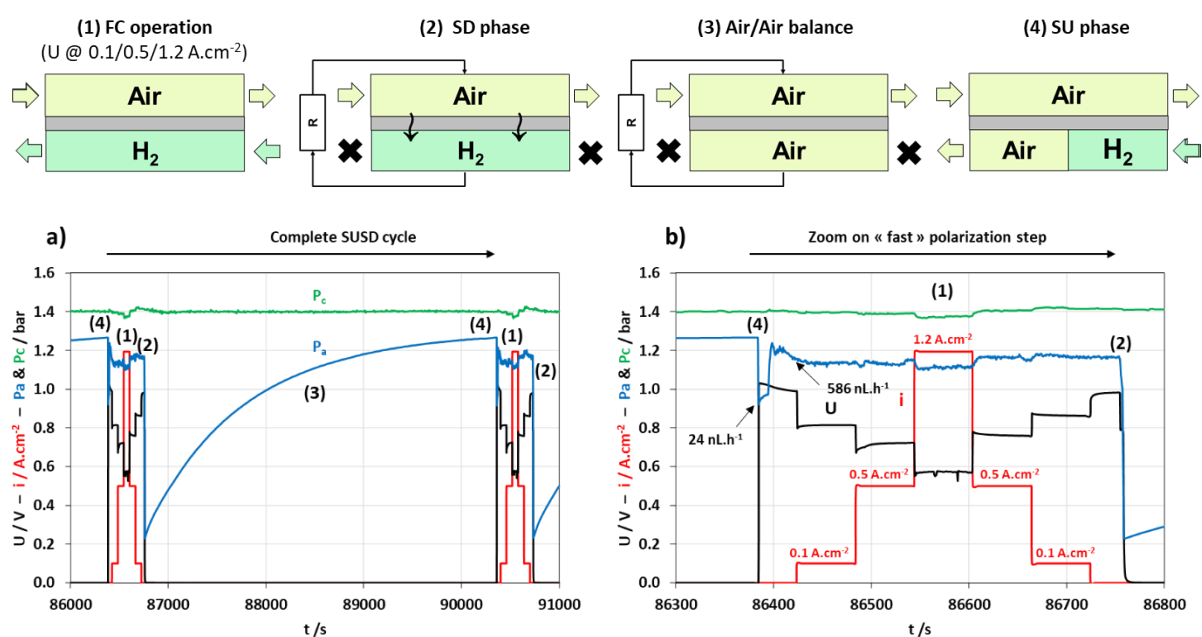 (1) FC operation
(U @ 0.1/0.5/1.2 A.cm-2)
(2) SD phase
(3) Air/Air balance
(4) SU phase
Air
H2
R
Air
H2
R
Air
Air
Air
Air
H2
a)
Complete SUSD cycle
U / V – i / A.cm-2 – Pa & Pc / bar
1.6
1.4
1.2
1.0
0.8
0.6
0.4
0.2
0.0
Pc
(4)
(1)
(2)
Pa
(3)
(4)
(1)
(2)
86000
87000
88000
89000
90000
91000
t /s
b)
Zoom on « fast » polarization step
U / V – i / A.cm-2 – Pa & Pc / bar
1.6
1.4
1.2
1.0
0.8
0.6
0.4
0.2
0.0
(1)
(4)
1.2 A.cm-2
(2)
586 nL.h-1
U
i
24 nL.h-1
0.5 A.cm-2
0.5 A.cm-2
0.1 A.cm-2
0.1 A.cm-2
86300
86400
86500
86600
86700
86800
t /s